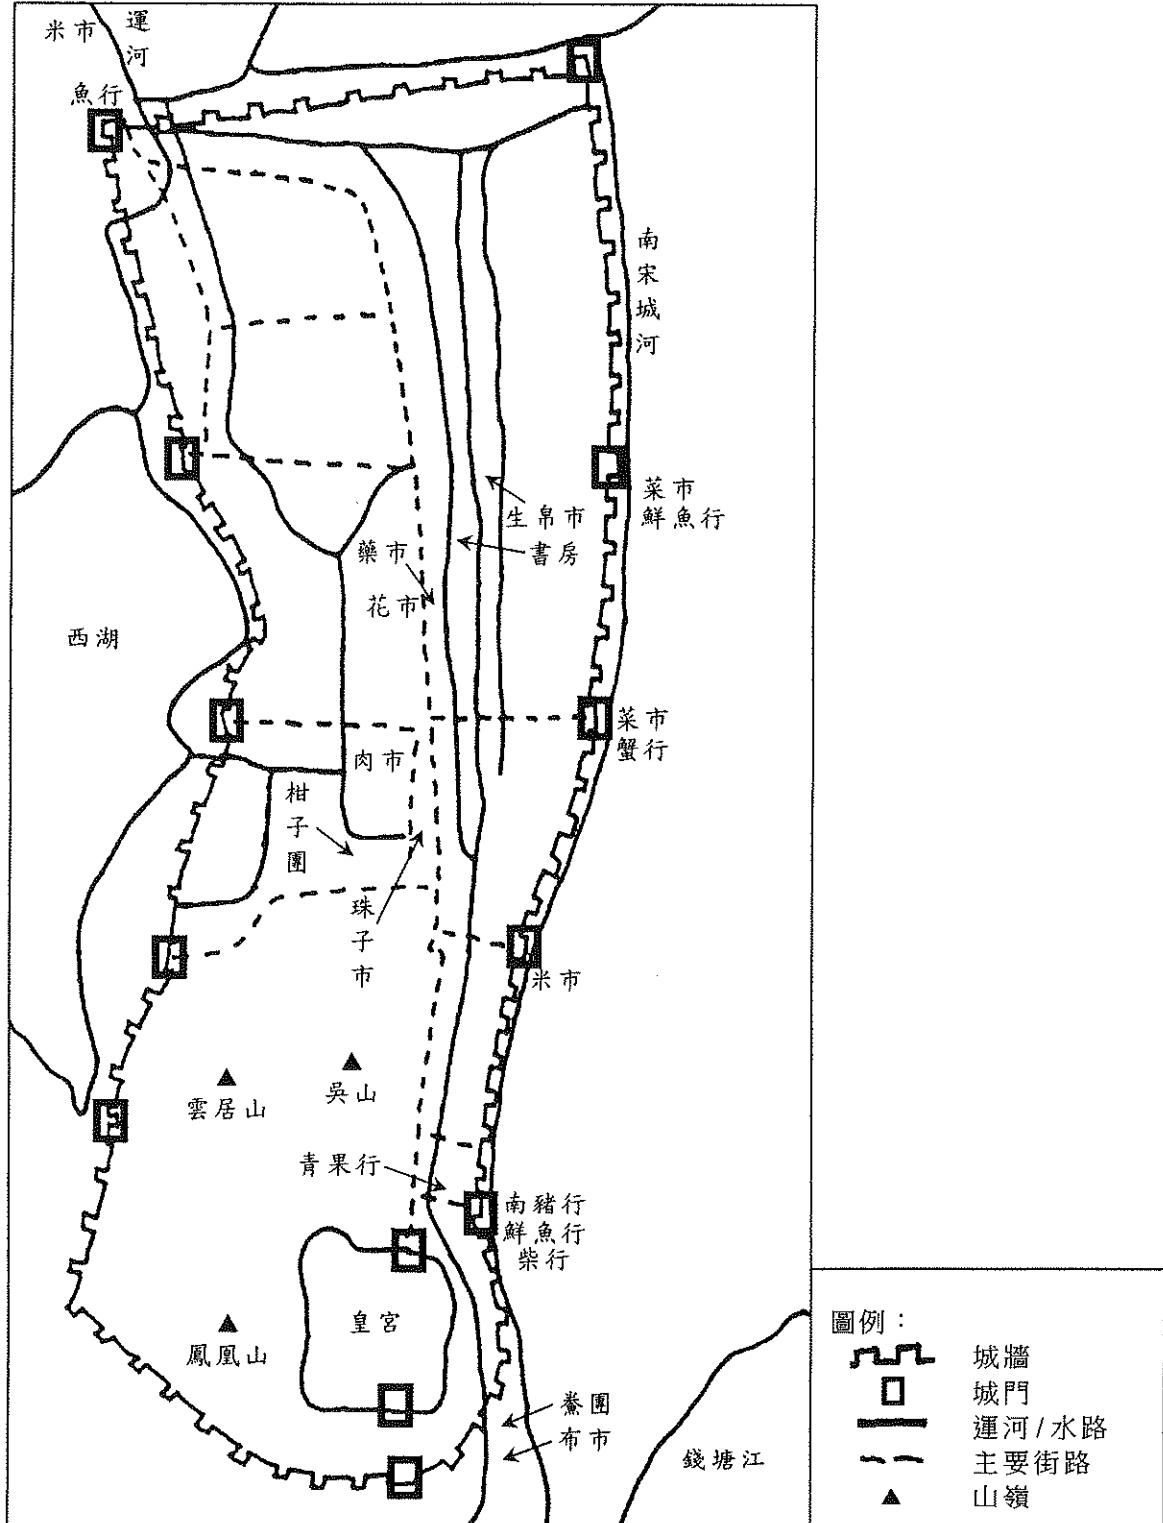 米市
運河
魚行
南宋城河
菜市
鮮魚行
生帛市
書房
藥市
花市
西湖
菜市
蟹行
肉市
柑子團
珠子市
米市
雲居山
吳山
青果行
南豬行
鮮魚行
柴行
皇宮
鳳凰山
鯗團
布市
錢塘江
圖例：
城牆
城門
運河/水路
主要街路
山嶺